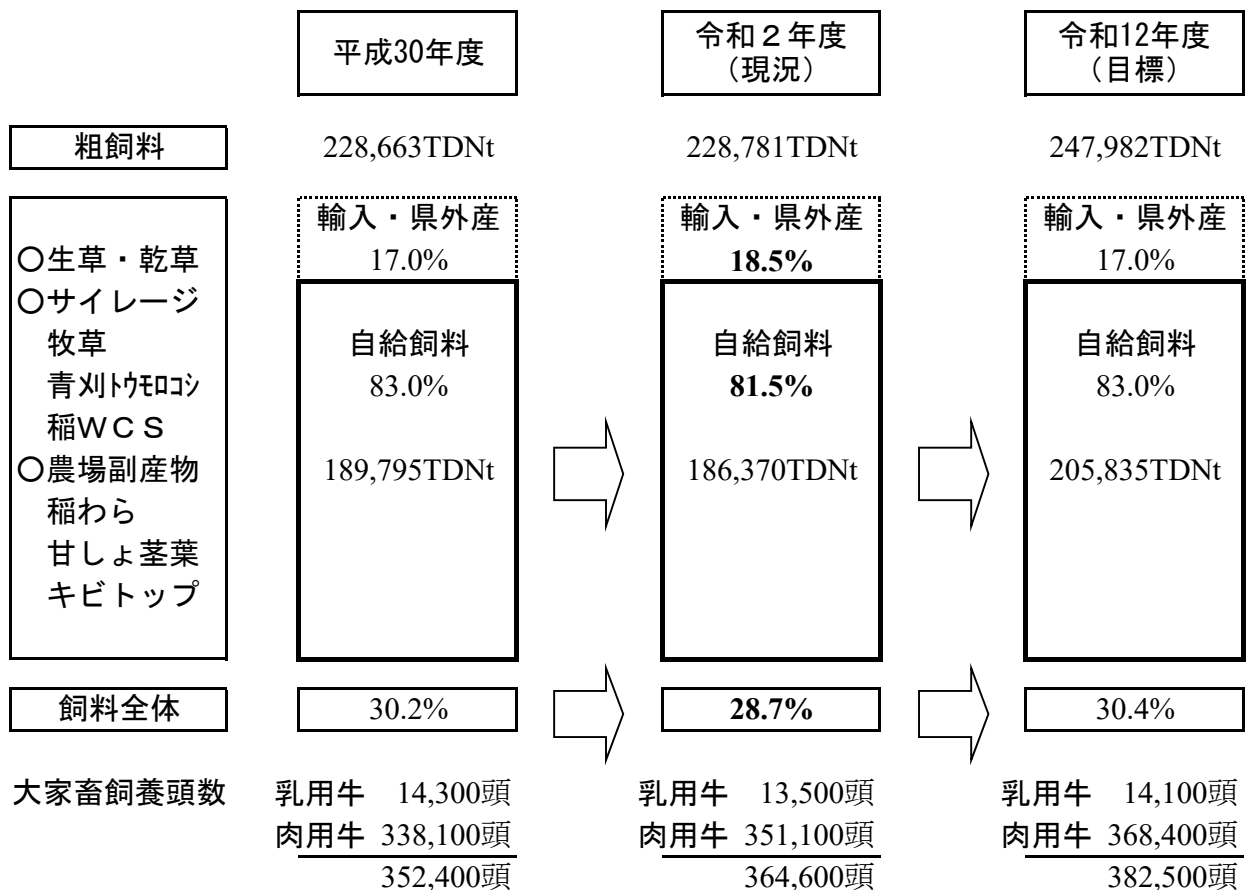 平成30年度
令和２年度
（現況）
令和12年度
（目標）
粗飼料
228,663TDNt
228,781TDNt
247,982TDNt
○生草・乾草
○サイレージ
牧草
青刈ﾄｳﾓﾛｺｼ
稲ＷＣＳ
○農場副産物
稲わら
甘しょ茎葉
キビトップ
輸入・県外産
17.0%
自給飼料
83.0%
189,795TDNt
輸入・県外産
18.5%
自給飼料
81.5%
186,370TDNt
輸入・県外産
17.0%
自給飼料
83.0%
205,835TDNt
飼料全体
30.2%
28.7%
30.4%
大家畜飼養頭数
乳用牛 14,300頭
肉用牛 338,100頭
352,400頭
乳用牛 13,500頭
肉用牛 351,100頭
364,600頭
乳用牛 14,100頭
肉用牛 368,400頭
382,500頭